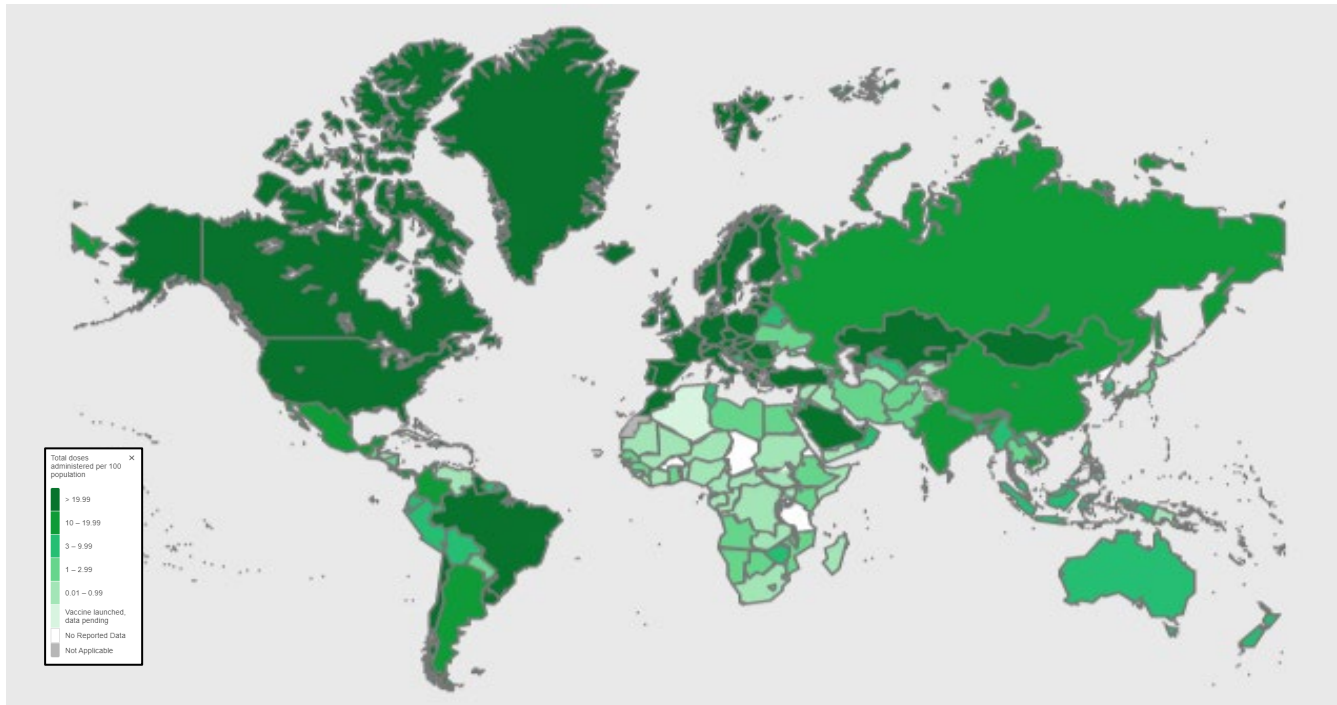 Total doses ×
administered per 100
population
> 19.99
10 – 19.99
3 – 9.99
1 – 2.99
0.01 – 0.99
Vaccine launched,
data pending
No Reported Data
Not Applicable